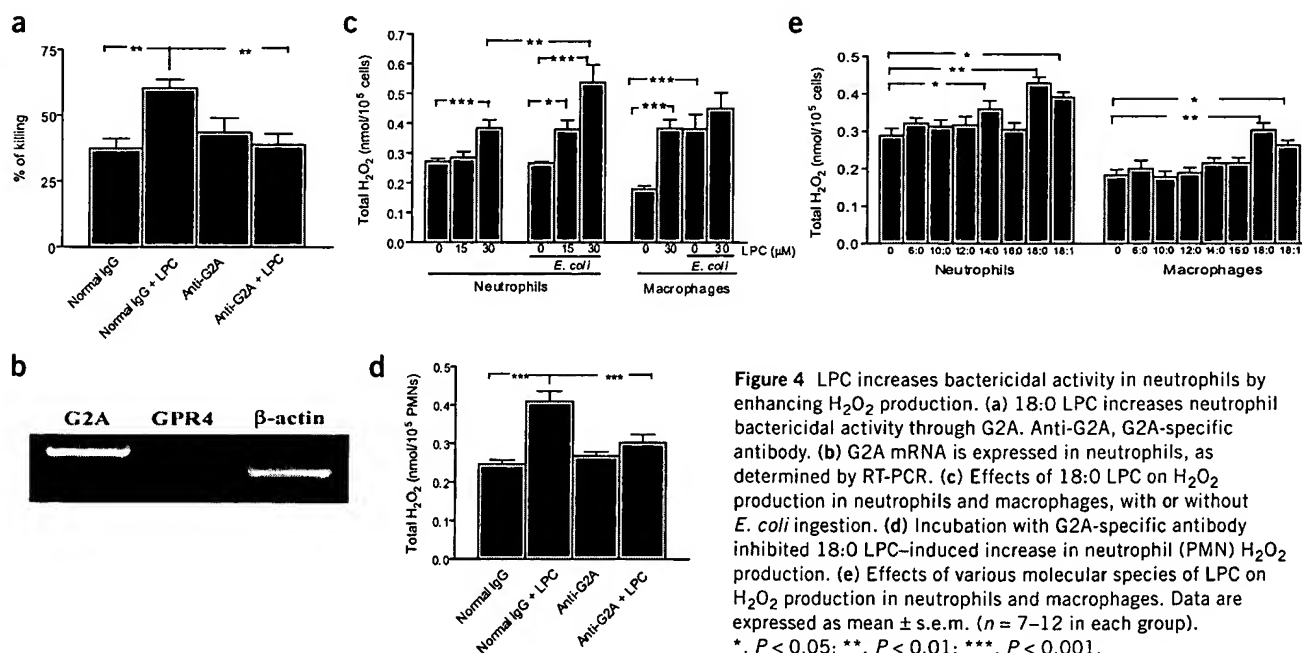 a
% of killing
75
50
25
0
** **
Normal IgG
Normal IgG + LPC
Anti-G2A
Anti-G2A + LPC
b
G2A GPR4 β-actin
c
Total H₂O₂ (nmol/10⁵ cells)
0.7
0.6
0.5
0.4
0.3
0.2
0.1
0.0
**
*** ***
*** * ***
0 15 30 0 15 30 0 30 0 30 LPC (μM)
E. coli E. coli
Neutrophils Macrophages
d
Total H₂O₂ (nmol/10⁵ PMNs)
0.5
0.4
0.3
0.2
0.1
0.0
*** ***
Normal IgG
Normal IgG + LPC
Anti-G2A
Anti-G2A + LPC
e
Total H₂O₂ (nmol/10⁵ cells)
0.5
0.4
0.3
0.2
0.1
0.0
*
**
*
*
**
0 6:0 10:0 12:0 14:0 16:0 18:0 18:1 0 6:0 10:0 12:0 14:0 16:0 18:0 18:1
Neutrophils Macrophages
Figure 4 LPC increases bactericidal activity in neutrophils by
enhancing H₂O₂ production. (a) 18:0 LPC increases neutrophil
bactericidal activity through G2A. Anti-G2A, G2A-specific
antibody. (b) G2A mRNA is expressed in neutrophils, as
determined by RT-PCR. (c) Effects of 18:0 LPC on H₂O₂
production in neutrophils and macrophages, with or without
E. coli ingestion. (d) Incubation with G2A-specific antibody
inhibited 18:0 LPC–induced increase in neutrophil (PMN) H₂O₂
production. (e) Effects of various molecular species of LPC on
H₂O₂ production in neutrophils and macrophages. Data are
expressed as mean ± s.e.m. (n = 7–12 in each group).
*, P < 0.05; **, P < 0.01; ***, P < 0.001.